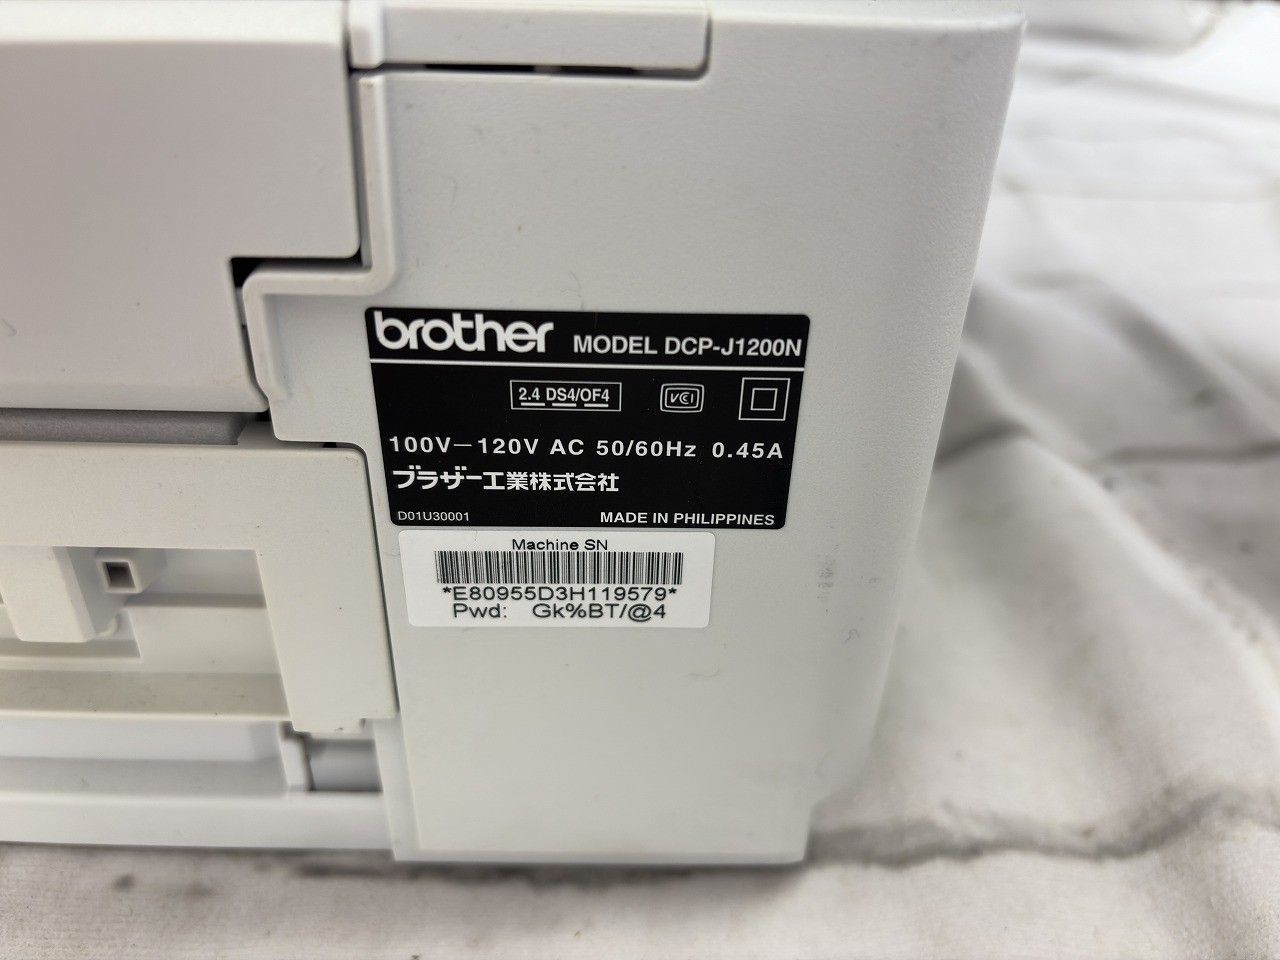 brother MODEL DCP-J1200N
2.4 DS4/OF4 VCCI
100V－120V AC 50/60Hz 0.45A
ブラザー工業株式会社
D01U30001 MADE IN PHILIPPINES
Machine SN
*E80955D3H119579*
Pwd: Gk%BT/@4